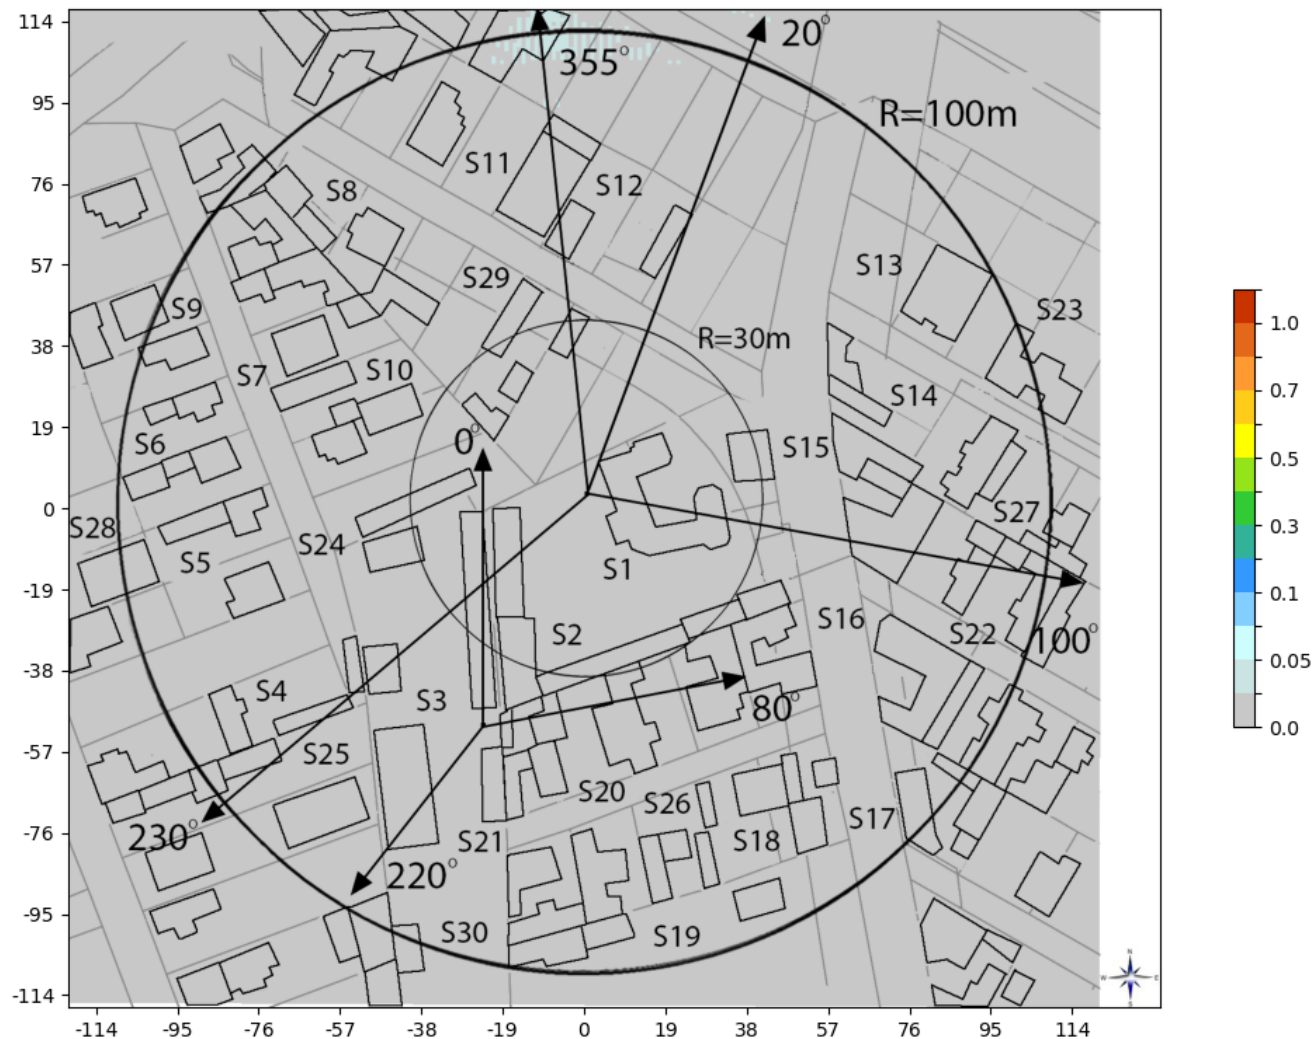 114
95
76
57
38
19
0
-19
-38
-57
-76
-95
-114
355°
20°
R=100m
S11
S12
S8
S13
S29
S23
S9
R=30m
S7
S10
S14
0°
S6
S15
S27
S28
S24
S5
S1
S16
S22
100°
S2
S4
S3
80°
S25
S20
S26
230°
S21
S18
S17
220°
S30
S19
-114 -95 -76 -57 -38 -19 0 19 38 57 76 95 114
1.0
0.7
0.5
0.3
0.1
0.05
0.0
N
W E